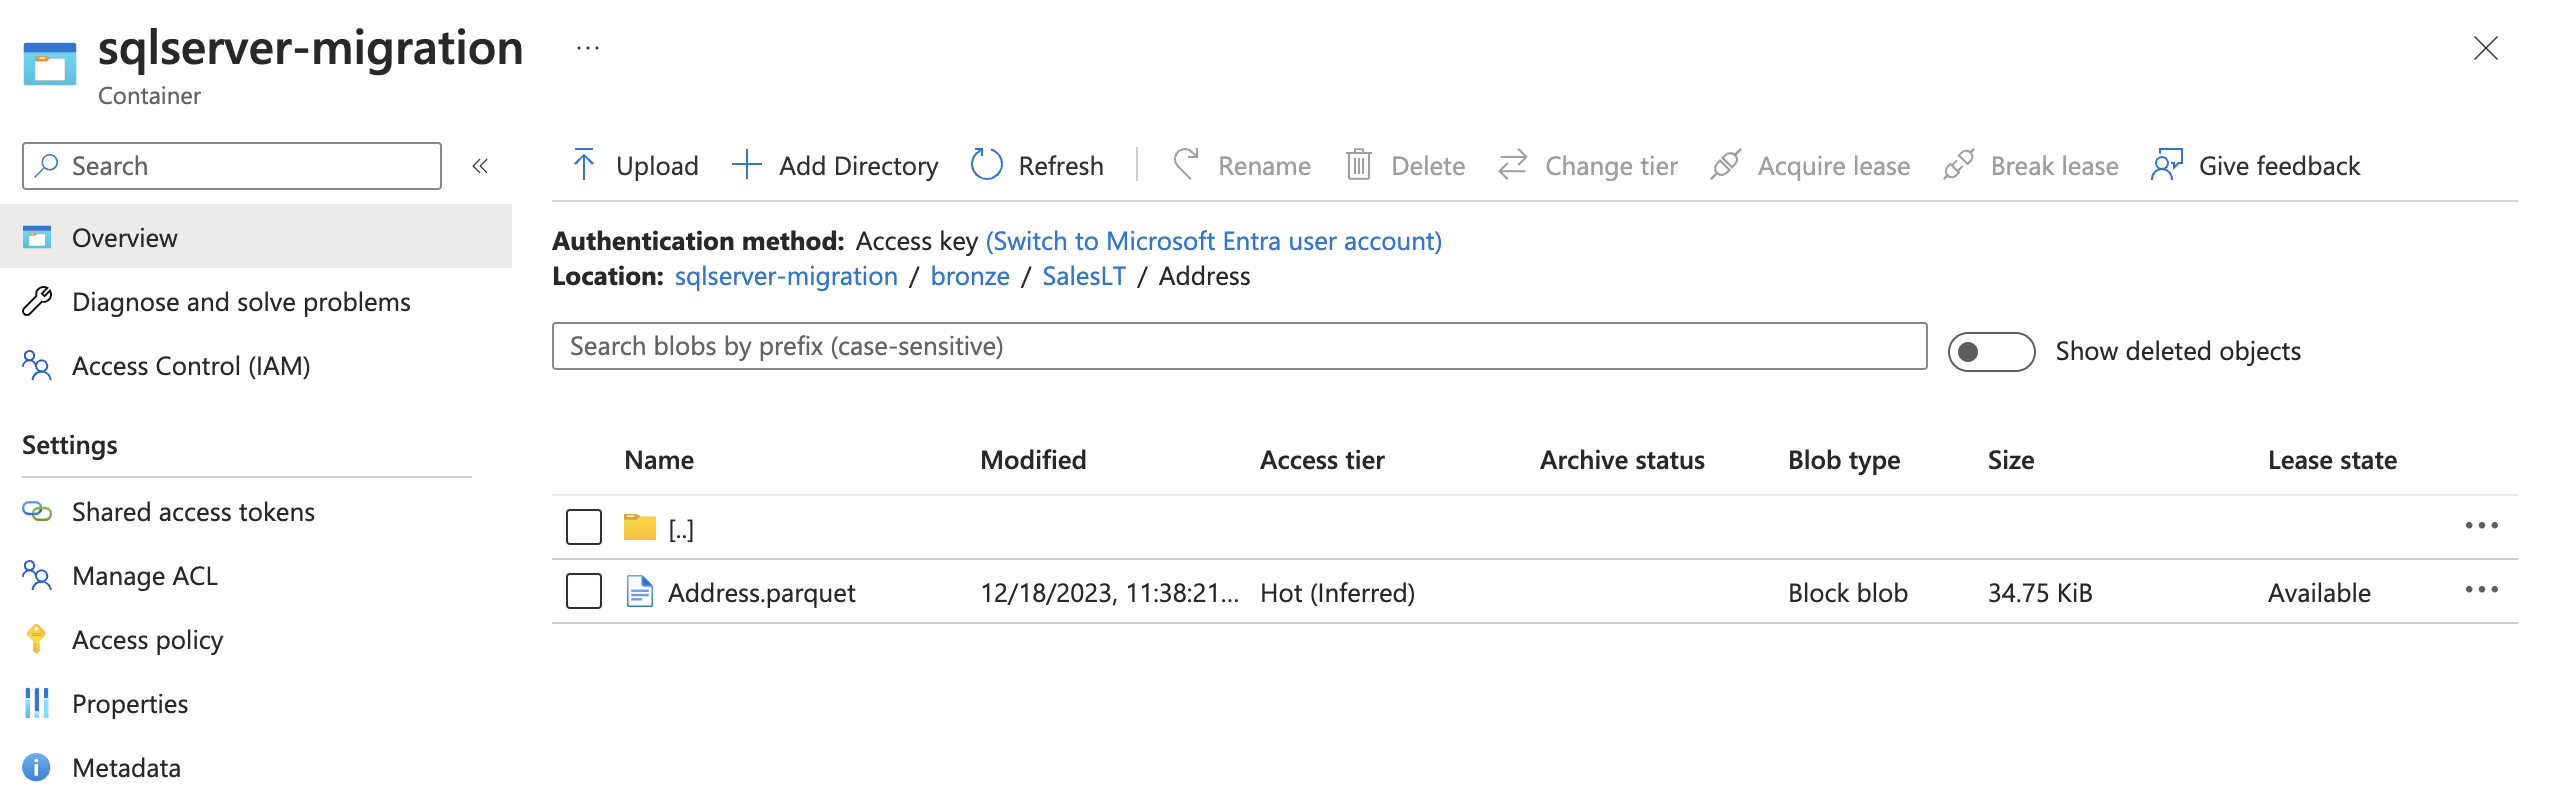 sqlserver-migration ...
Container
Search «
Overview
Diagnose and solve problems
Access Control (IAM)
Settings
Shared access tokens
Manage ACL
Access policy
Properties
Metadata
Upload Add Directory Refresh Rename Delete Change tier Acquire lease Break lease Give feedback
Authentication method: Access key (Switch to Microsoft Entra user account)
Location: sqlserver-migration / bronze / SalesLT / Address
Search blobs by prefix (case-sensitive) Show deleted objects
Name Modified Access tier Archive status Blob type Size Lease state
[..] ...
Address.parquet 12/18/2023, 11:38:21... Hot (Inferred) Block blob 34.75 KiB Available ...